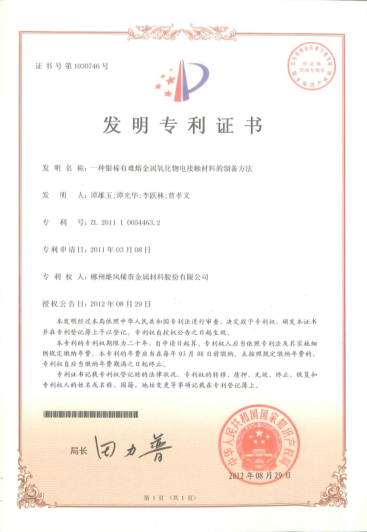 证书号第1030746号
发明专利证书
发 明 名 称：一种银稀有难熔金属氧化物电接触材料的制备方法
发 明 人：谭雄玉;谭光华;李跃林;曹孝义
专 利 号：ZL 2011 1 0054463.2
专利申请日：2011年03月08日
专 利 权 人：郴州雄风稀贵金属材料股份有限公司
授权公告日：2012年08月29日
本发明经过本局依照中华人民共和国专利法进行审查，决定授予专利权，颁发本证书
并在专利登记簿上予以登记。专利权自授权公告之日起生效。
本专利的专利权期限为二十年，自申请日起算。专利权人应当依照专利法及其实施细
则规定缴纳年费。本专利的年费应当在每年03月08日前缴纳。未按照规定缴纳年费的，
专利权自应当缴纳年费期满之日起终止。
专利证书记载专利权登记时的法律状况。专利权的转移、质押、无效、终止、恢复和
专利权人的姓名或名称、国籍、地址变更等事项记载在专利登记簿上。
局长 田力普
中华人民共和国国家知识产权局
2012年08月29日
第1页（共1页）